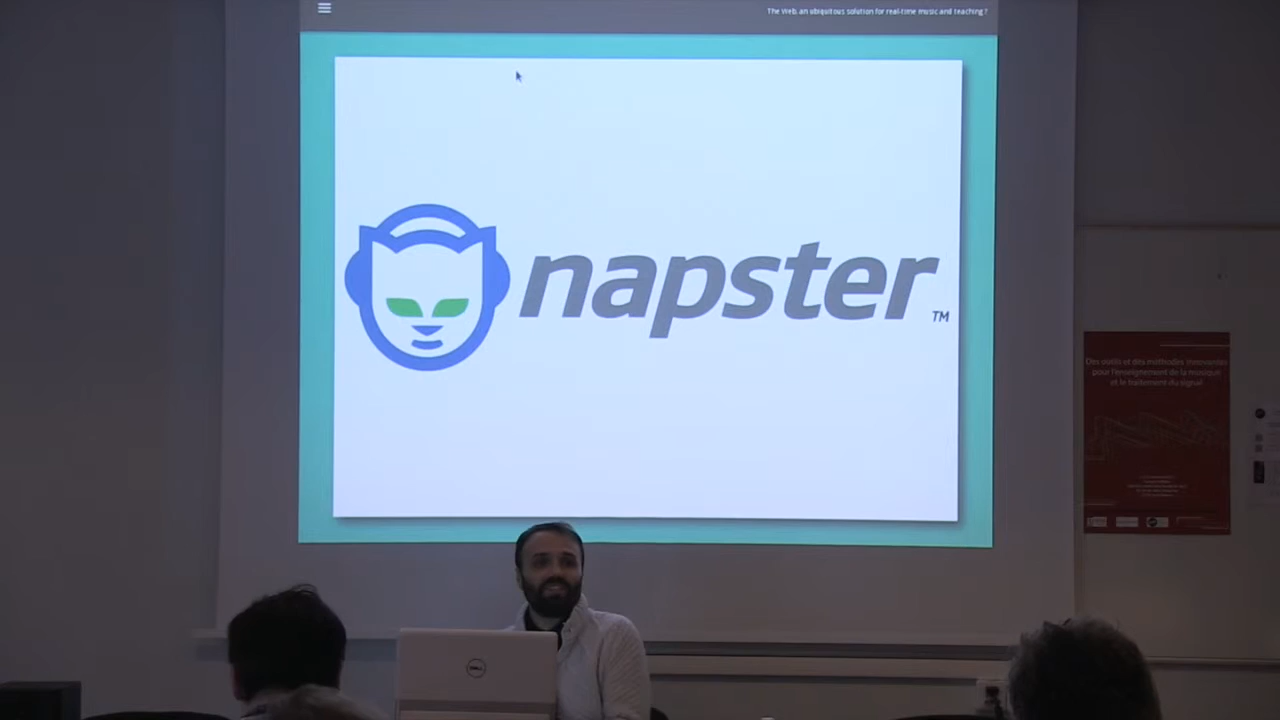 The Web, an ubiquitous solution for real-time music and teaching ?
napster
TM
Des outils et des méthodes innovantes
pour l'enseignement de la musique
et le traitement du signal
DELL